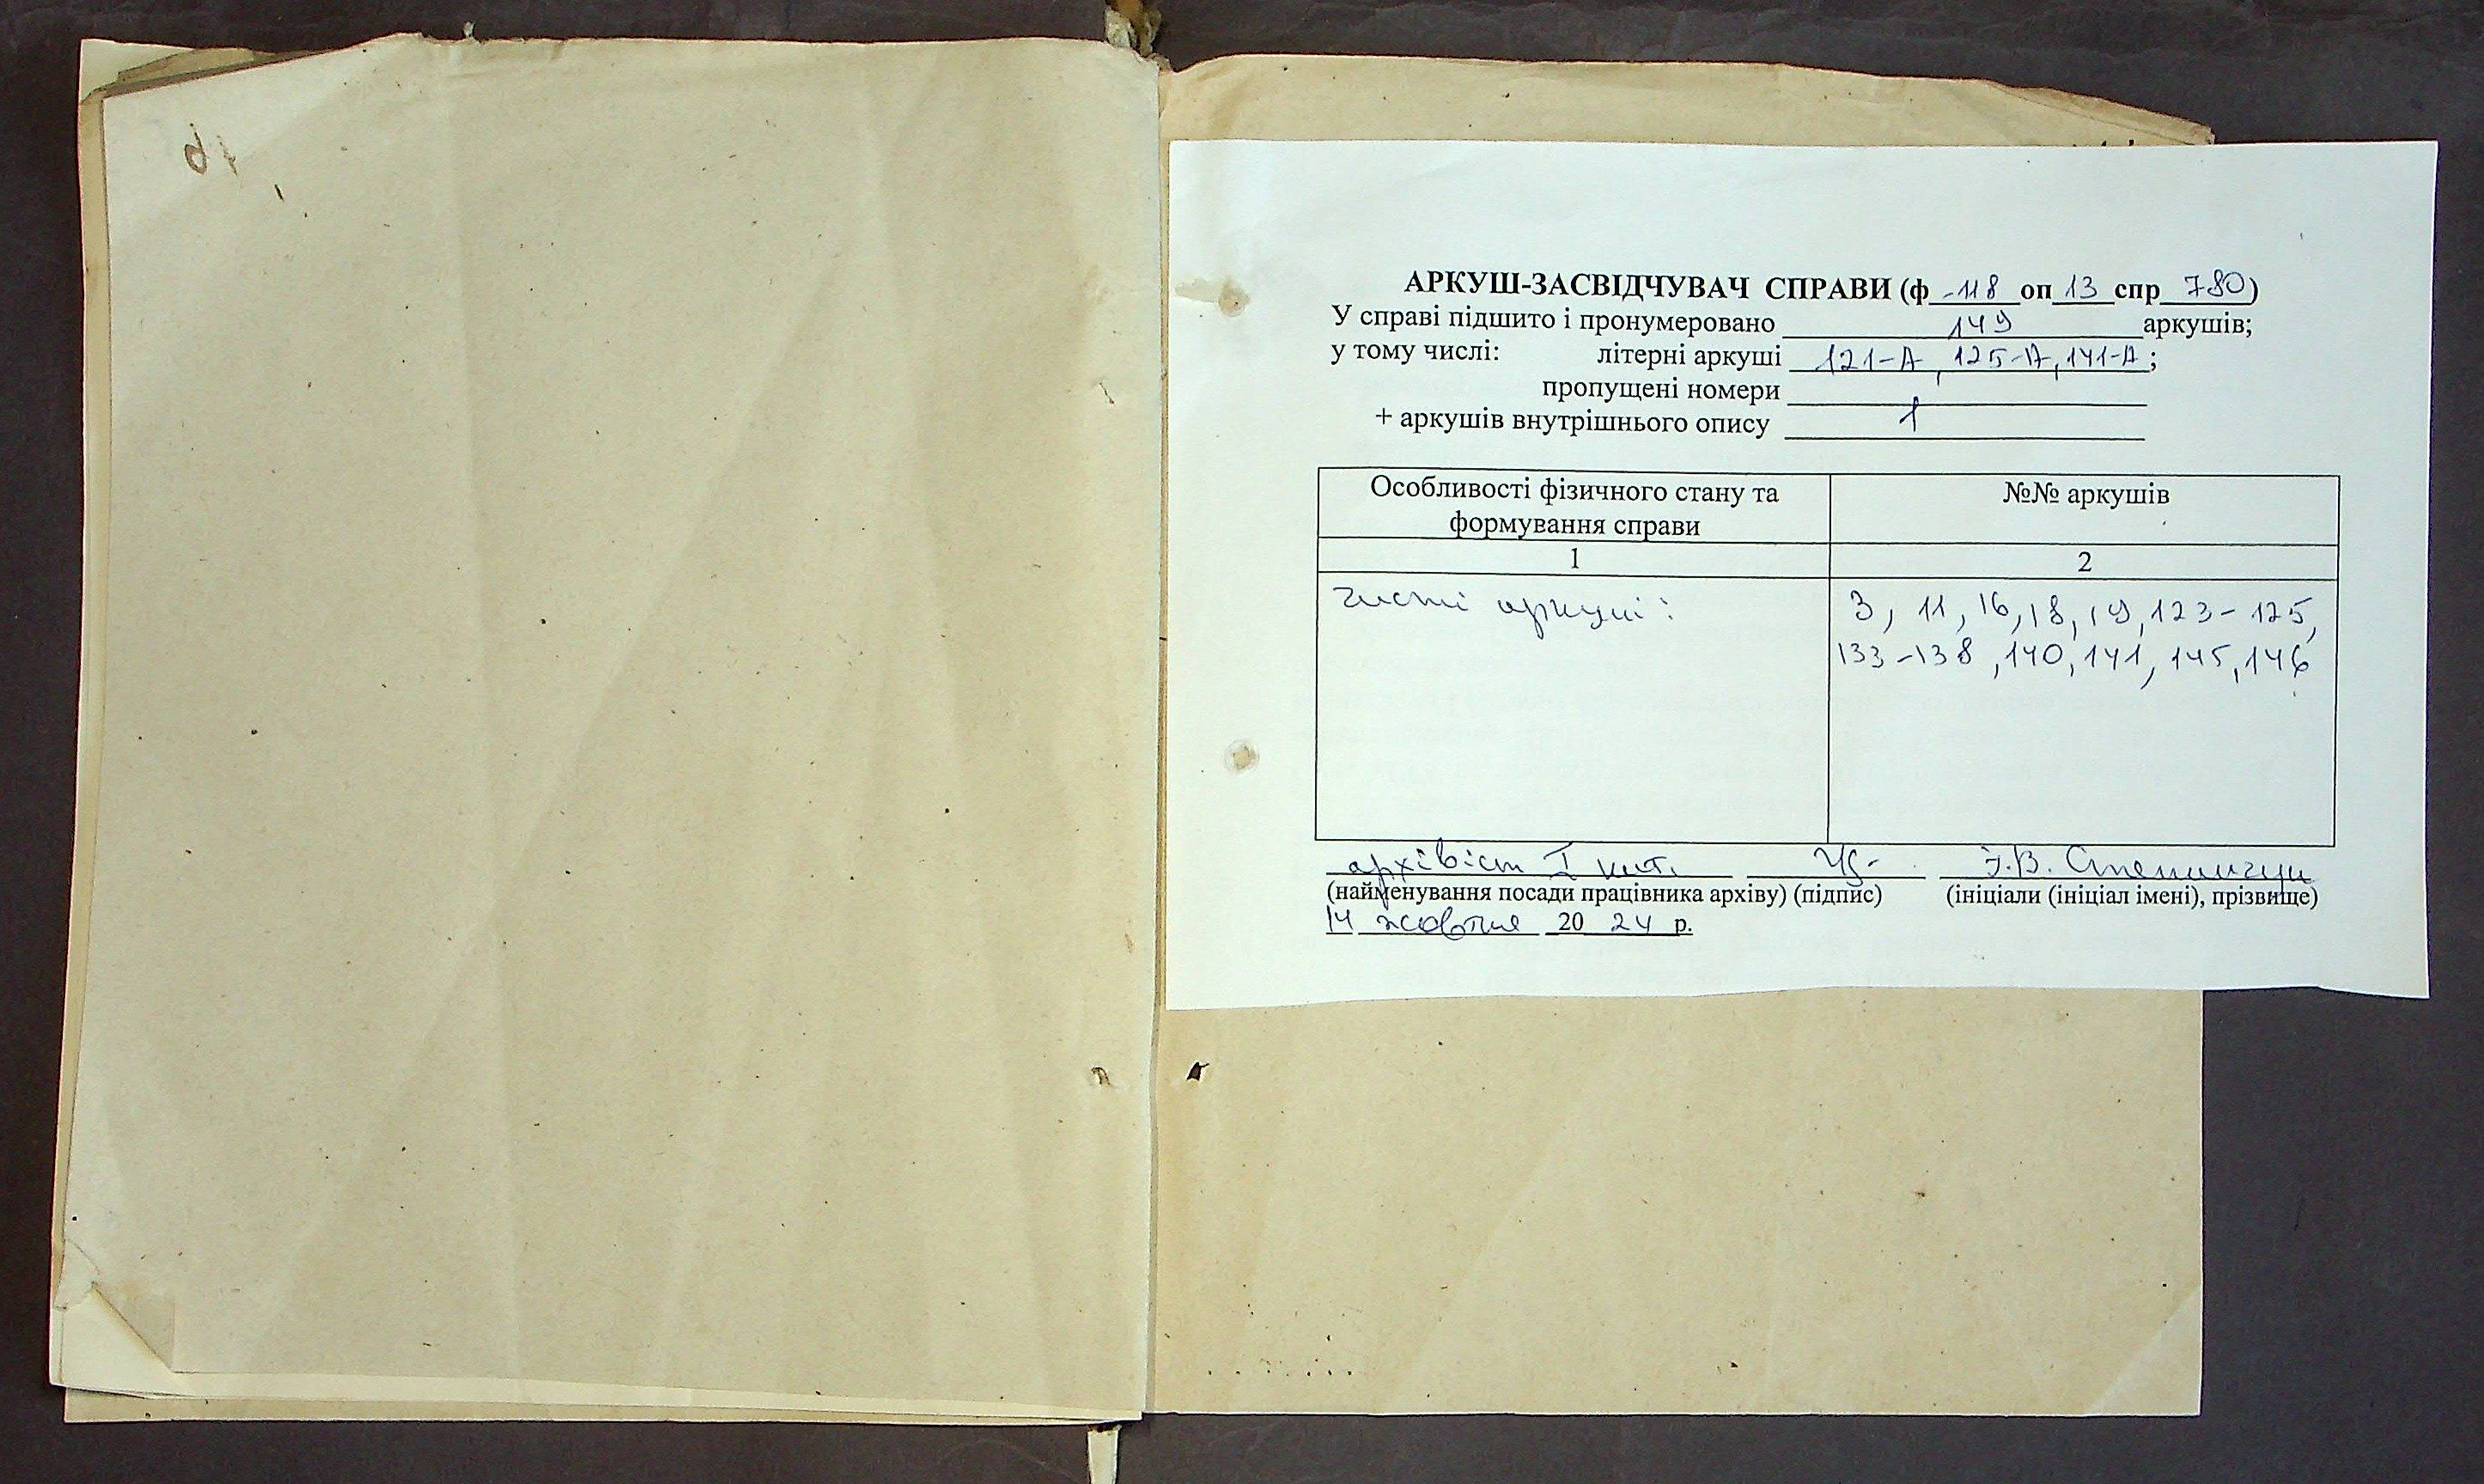 АРКУШ-ЗАСВІДЧУВАЧ СПРАВИ (ф -118 оп 13 спр 780)
У справі підшито і пронумеровано 149 аркушів;
у тому числі: літерні аркуші 121-А, 125-А, 141-А;
пропущені номери
+ аркушів внутрішнього опису 1
Особливості фізичного стану та
формування справи
№№ аркушів
1
2
чисті аркуші:
3, 11, 16, 18, 19, 123-125,
133-138, 140, 141, 145, 146
архівіст І кат.
(найменування посади працівника архіву) (підпис) (ініціали (ініціал імені), прізвище)
14 жовтня 2024 р.